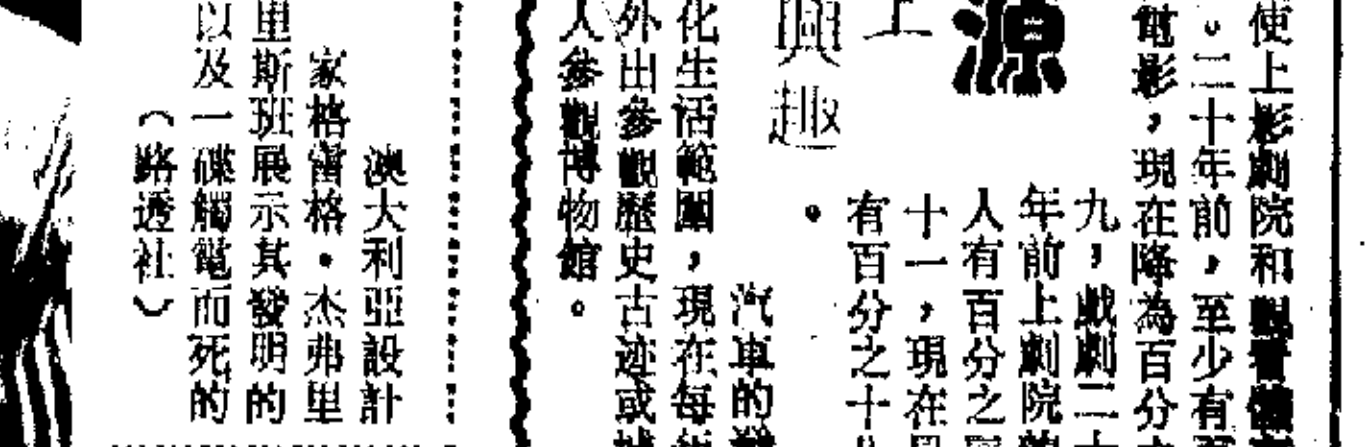 使上影劇院和觀看
。二十年前，至少有
電影，現在降為百分
九，戲劇二十
年前上劇院的
人有百分之
十一，現在
有百分之十
。
源
上
興趣
汽車的
化生活範圍，現在每
外出參觀歷史古迹或
人參觀博物館。
澳大利亞設計
家格雷格·杰弗里
里斯班展示其發明的
以及一碟觸電而死的
（路透社）